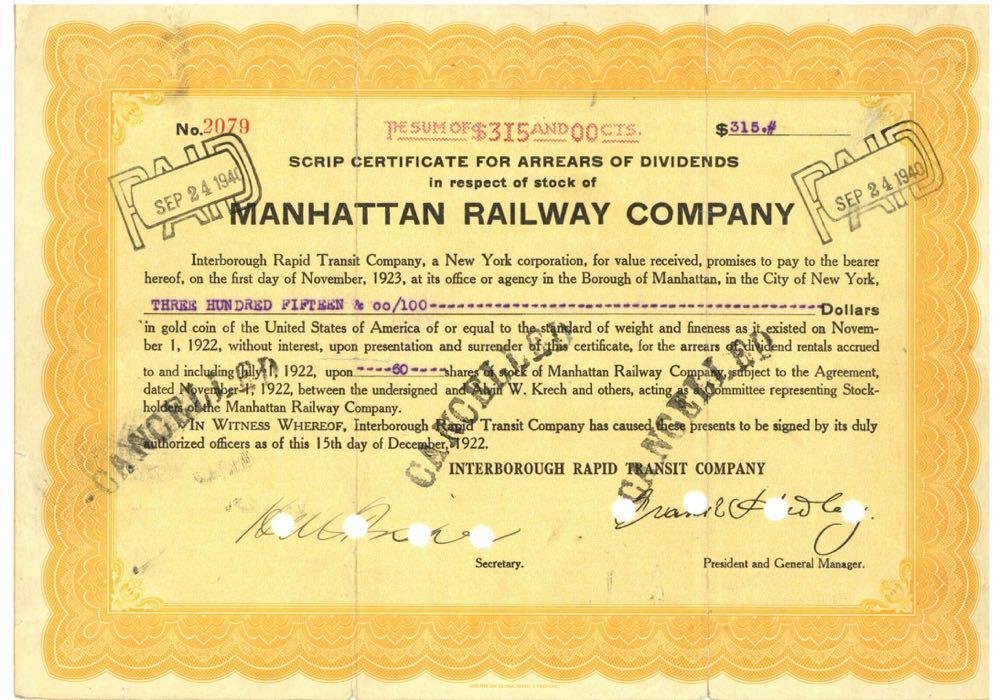 No.2079
THE SUM OF $315 AND 00 CTS.
$315.#
SCRIP CERTIFICATE FOR ARREARS OF DIVIDENDS
in respect of stock of
MANHATTAN RAILWAY COMPANY
PAID
SEP 24 1940
PAID
SEP 24 1940
Interborough Rapid Transit Company, a New York corporation, for value received, promises to pay to the bearer
hereof, on the first day of November, 1923, at its office or agency in the Borough of Manhattan, in the City of New York,
THREE HUNDRED FIFTEEN & oo/100 Dollars
in gold coin of the United States of America of or equal to the standard of weight and fineness as it existed on Novem-
ber 1, 1922, without interest, upon presentation and surrender of this certificate, for the arrears of dividend rentals accrued
to and including July 1, 1922, upon ----60---- shares of stock of Manhattan Railway Company, subject to the Agreement,
dated November 1, 1922, between the undersigned and Alvin W. Krech and others, acting as a Committee representing Stock-
holders of the Manhattan Railway Company.
IN WITNESS WHEREOF, Interborough Rapid Transit Company has caused these presents to be signed by its duly
authorized officers as of this 15th day of December, 1922.
CANCELLED
CANCELLED
CANCELLED
INTERBOROUGH RAPID TRANSIT COMPANY
Frank Hedley.
Secretary.
President and General Manager.